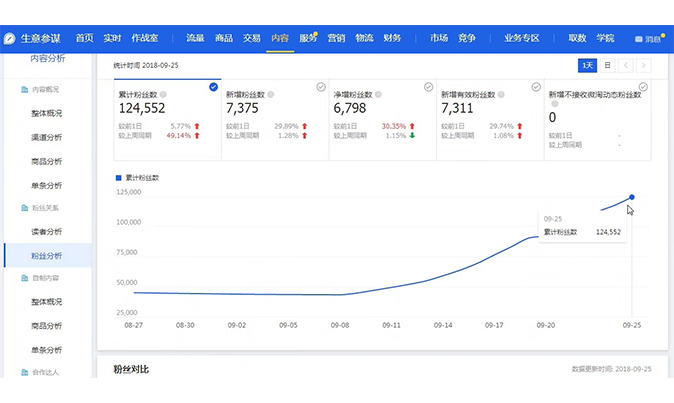 生意参谋 首页 实时 作战室 流量 商品 交易 内容 服务 营销 物流 财务 市场 竞争 业务专区 取数 学院 消息
内容分析
内容概况
整体概况
渠道分析
商品分析
单条分析
粉丝关系
读者分析
粉丝分析
自制内容
整体概况
商品分析
单条分析
合作达人
统计时间 2018-09-25
1天 日
累计粉丝数
124,552
较前1日 5.77%
较上周同期 49.14%
新增粉丝数
7,375
较前1日 29.89%
较上周同期 1.28%
净增粉丝数
6,798
较前1日 30.35%
较上周同期 1.15%
新增有效粉丝数
7,311
较前1日 29.74%
较上周同期 1.08%
新增不接收微淘动态粉丝数
0
较前1日 -
较上周同期 -
累计粉丝数
125,000
100,000
75,000
50,000
25,000
09-25
累计粉丝数 124,552
08-27 08-30 09-02 09-05 09-08 09-11 09-14 09-17 09-20 09-25
粉丝对比
数据更新时间: 2018-09-25